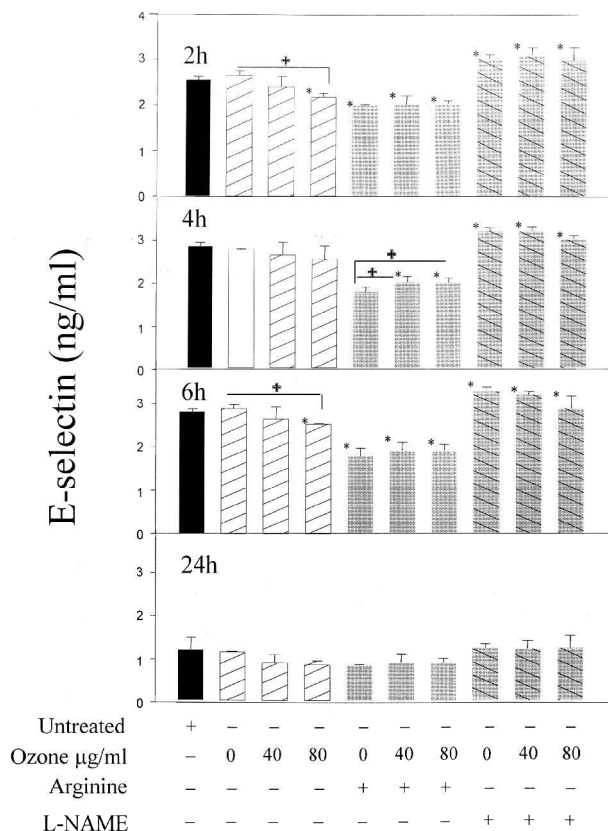 4
2h
+
3
* * * * * * *
2
1
0
4h
3
+
+
* * * * *
2
1
0
6h
3
+
* * * * * * *
2
1
0
24h
3
2
1
0
E-selectin (ng/ml)
Untreated + – – – – – – – – –
Ozone µg/ml – 0 40 80 0 40 80 0 40 80
Arginine – – – – + + + – – –
L-NAME – – – – – – – + + +